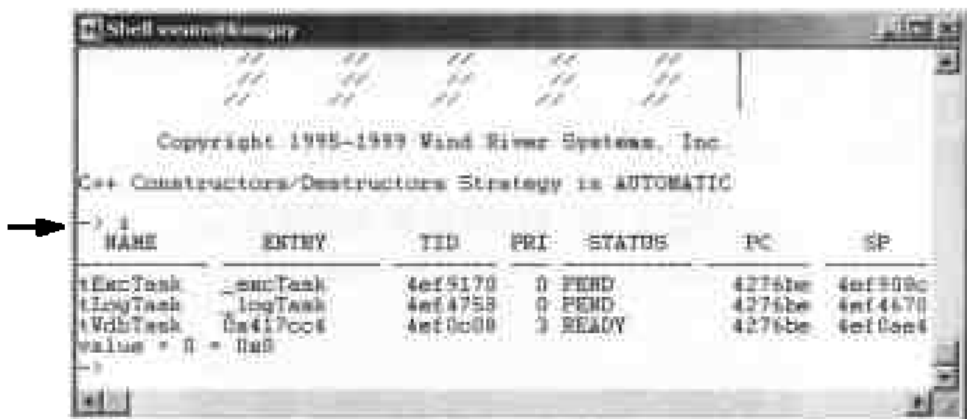 Shell
Copyright 1995-1999 Wind River Systems, Inc.
C++ Constructors/Destructors Strategy is AUTOMATIC
-> i
NAME ENTRY TID PRI STATUS PC SP
tExcTask _excTask 4ef9170 0 PEND 4276be
tLogTask _logTask 4ef4758 0 PEND 4276be 4ef4670
tWdbTask 0x417cc4 4ef0c08 3 READY 4276be 4ef0ae4
value = 0 = 0x0
->